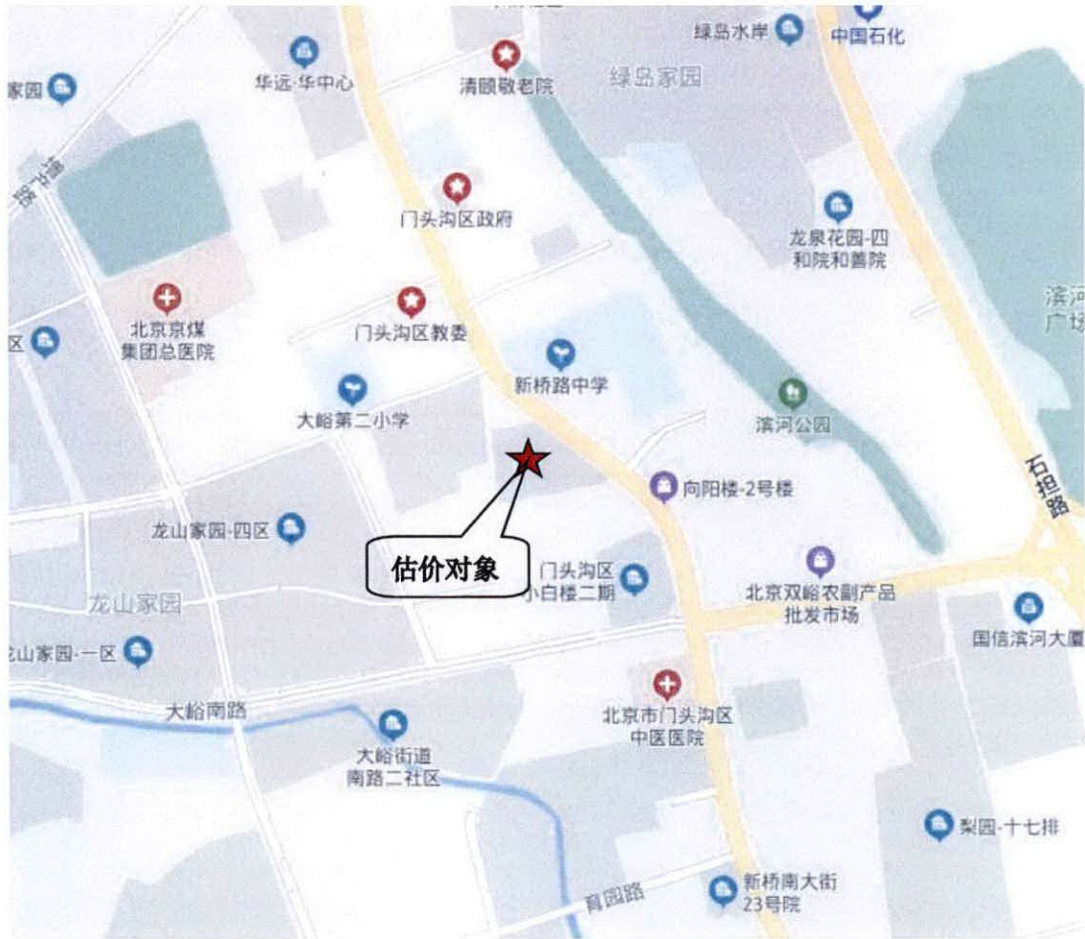 绿岛水岸
中国石化
华远·华中心
清颐敬老院
绿岛家园
家园
增产路
门头沟区政府
龙泉花园-四
和院和善院
北京京煤
集团总医院
门头沟区教委
滨河
广场
区
新桥路中学
大峪第二小学
滨河公园
向阳楼-2号楼
石担路
龙山家园-四区
估价对象
门头沟区
小白楼二期
北京双峪农副产品
批发市场
龙山家园
国信滨河大厦
龙山家园-一区
大峪南路
北京市门头沟区
中医医院
大峪街道
南路二社区
梨园-十七排
新桥南大街
23号院
育园路